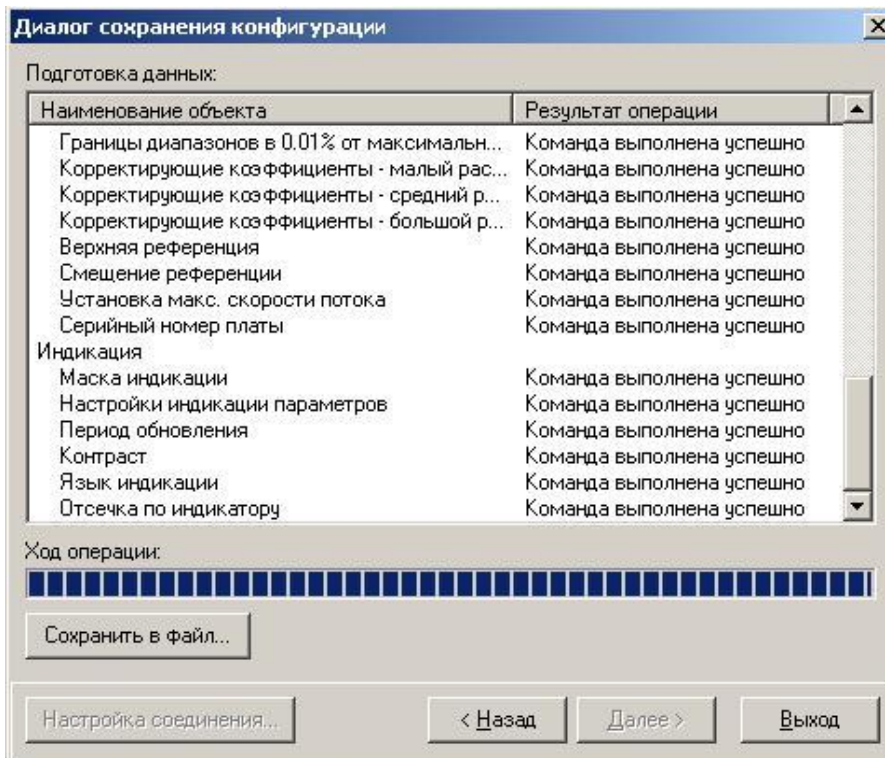 Диалог сохранения конфигурации
Подготовка данных:
Наименование объекта Результат операции
Границы диапазонов в 0.01% от максимальн... Команда выполнена успешно
Корректирующие коэффициенты - малый рас... Команда выполнена успешно
Корректирующие коэффициенты - средний р... Команда выполнена успешно
Корректирующие коэффициенты - большой р... Команда выполнена успешно
Верхняя референция Команда выполнена успешно
Смещение референции Команда выполнена успешно
Установка макс. скорости потока Команда выполнена успешно
Серийный номер платы Команда выполнена успешно
Индикация
Маска индикации Команда выполнена успешно
Настройки индикации параметров Команда выполнена успешно
Период обновления Команда выполнена успешно
Контраст Команда выполнена успешно
Язык индикации Команда выполнена успешно
Отсечка по индикатору Команда выполнена успешно
Ход операции:
Сохранить в файл...
Настройка соединения... < Назад Далее > Выход